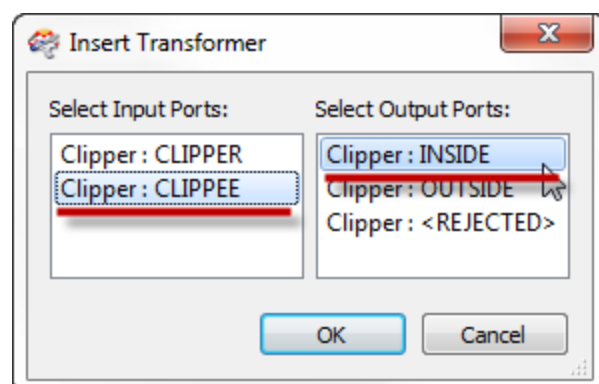 Insert Transformer
Select Input Ports:
Select Output Ports:
Clipper : CLIPPER
Clipper : CLIPPEE
Clipper : INSIDE
Clipper : OUTSIDE
Clipper : <REJECTED>
OK
Cancel